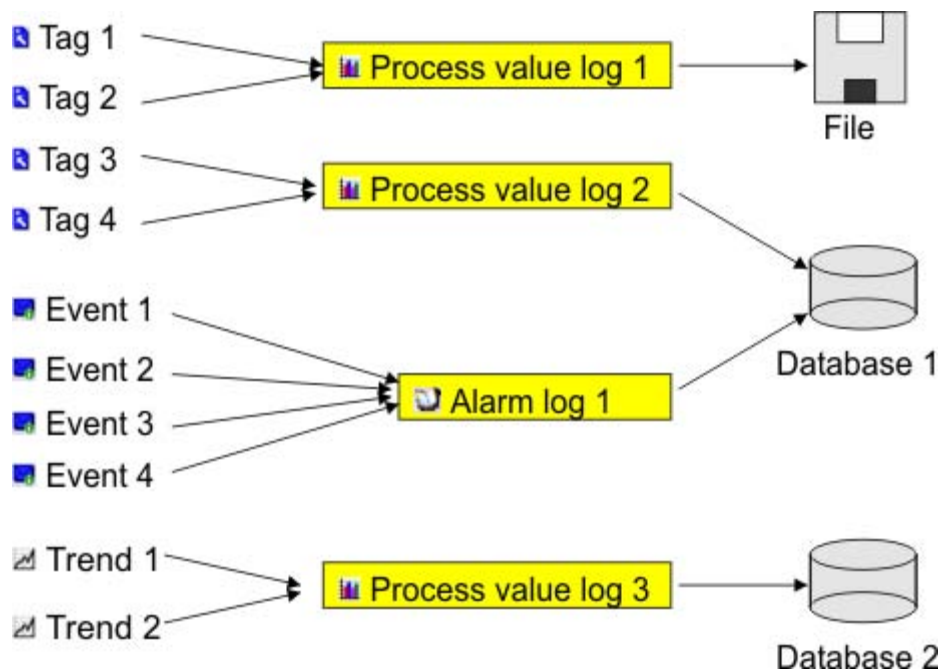 Tag 1
Tag 2
Process value log 1
File
Tag 3
Tag 4
Process value log 2
Event 1
Event 2
Event 3
Event 4
Alarm log 1
Database 1
Trend 1
Trend 2
Process value log 3
Database 2